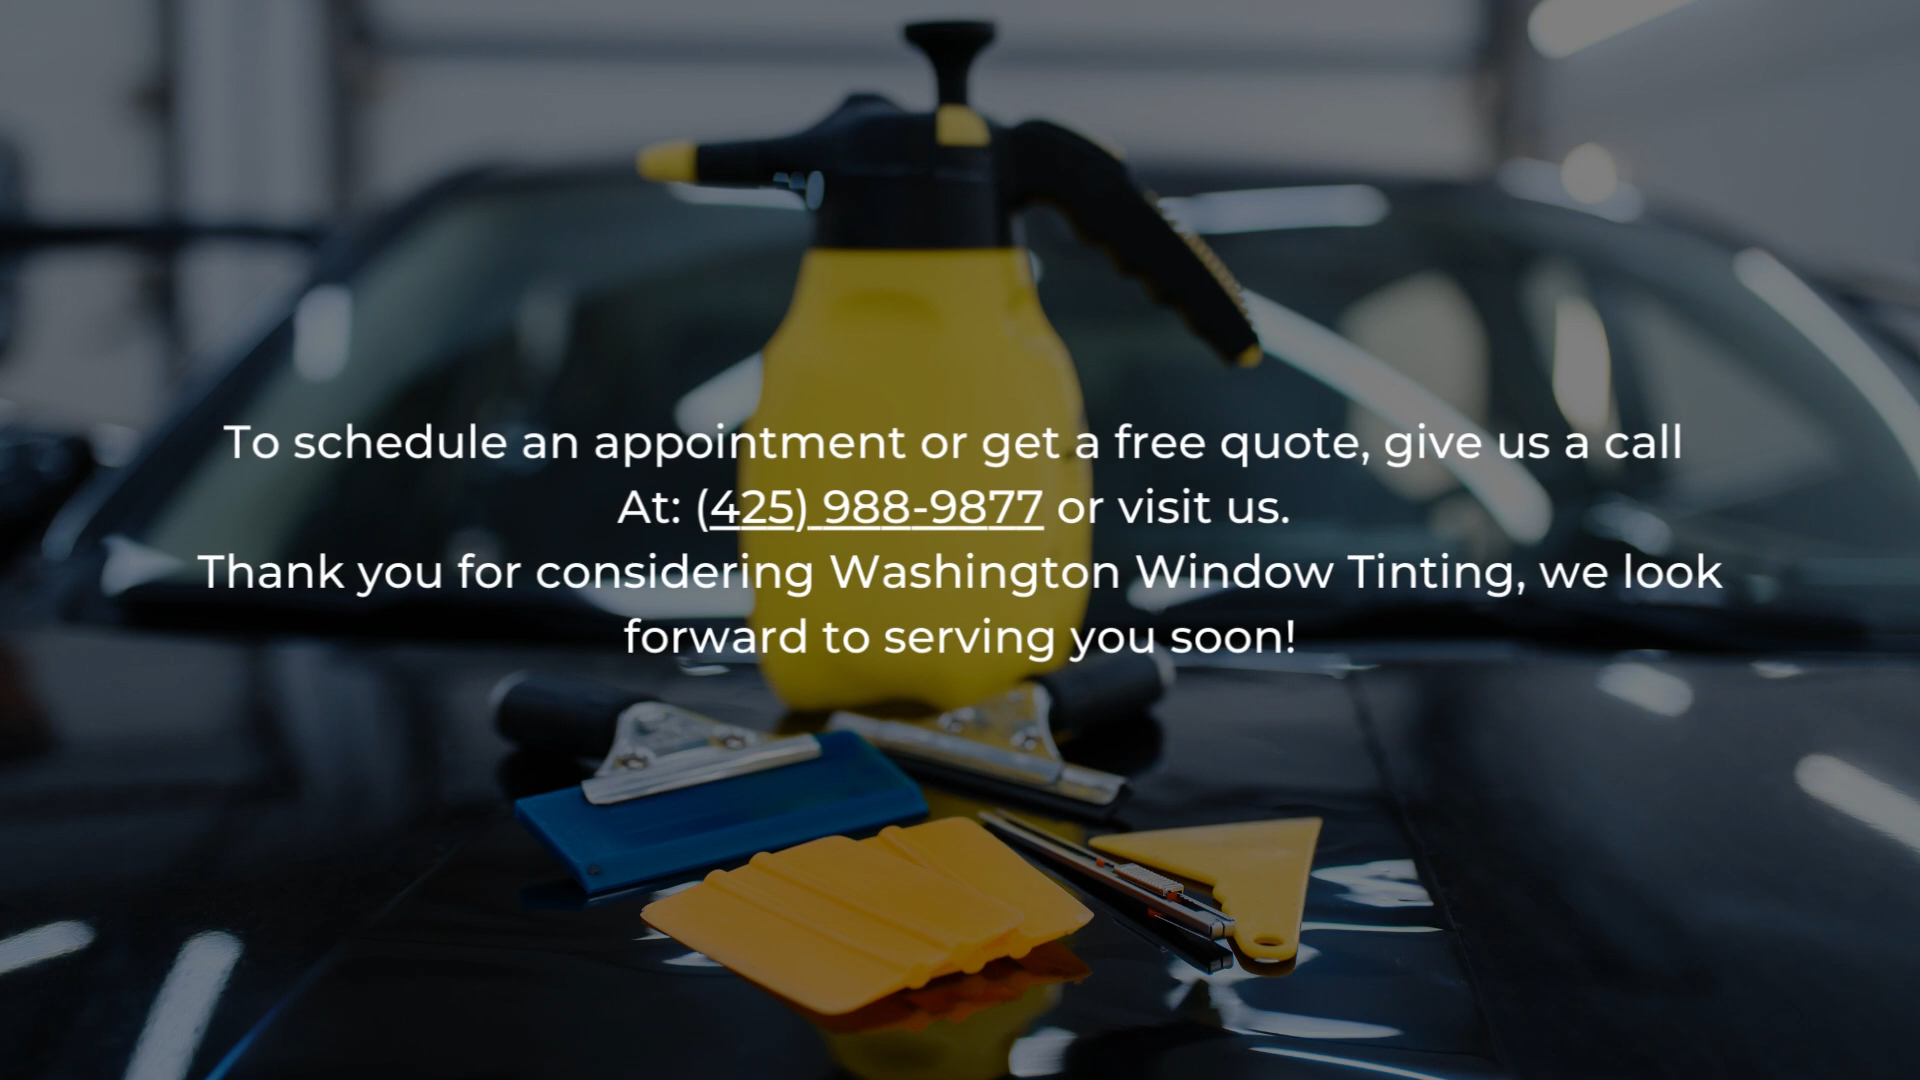 To schedule an appointment or get a free quote, give us a call
At: (425) 988-9877 or visit us.
Thank you for considering Washington Window Tinting, we look
forward to serving you soon!